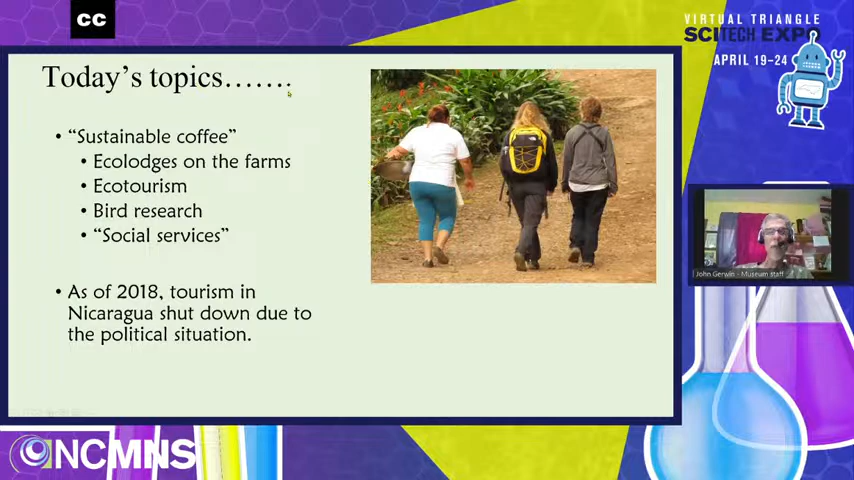 CC
VIRTUAL TRIANGLE
SCITECH EXPO
APRIL 19-24
Today's topics…….
• “Sustainable coffee”
• Ecolodges on the farms
• Ecotourism
• Bird research
• “Social services”
• As of 2018, tourism in
Nicaragua shut down due to
the political situation.
John Gerwin - Museum staff
NCMNS